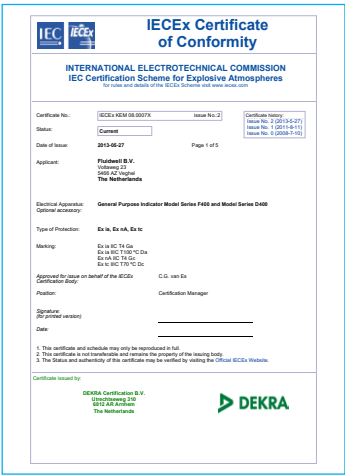 IEC IECEx
IECEx Certificate
of Conformity
INTERNATIONAL ELECTROTECHNICAL COMMISSION
IEC Certification Scheme for Explosive Atmospheres
for rules and details of the IECEx Scheme visit www.iecex.com
Certificate No.: IECEx KEM 08.0007X issue No.:2
Certificate history:
Issue No. 2 (2013-5-27)
Issue No. 1 (2011-8-11)
Issue No. 0 (2008-7-10)
Status: Current
Date of Issue: 2013-05-27 Page 1 of 5
Applicant: Fluidwell B.V.
Voltaweg 23
5466 AZ Veghel
The Netherlands
Electrical Apparatus: General Purpose Indicator Model Series F400 and Model Series D400
Optional accessory:
Type of Protection: Ex ia, Ex nA, Ex tc
Marking: Ex ia IIC T4 Ga
Ex ia IIIC T100 °C Da
Ex nA IIC T4 Gc
Ex tc IIIC T70 °C Dc
Approved for issue on behalf of the IECEx C.G. van Es
Certification Body:
Position: Certification Manager
Signature:
(for printed version)
Date:
1. This certificate and schedule may only be reproduced in full.
2. This certificate is not transferable and remains the property of the issuing body.
3. The Status and authenticity of this certificate may be verified by visiting the Official IECEx Website.
Certificate issued by:
DEKRA Certification B.V.
Utrechtseweg 310
6812 AR Arnhem
The Netherlands
DEKRA